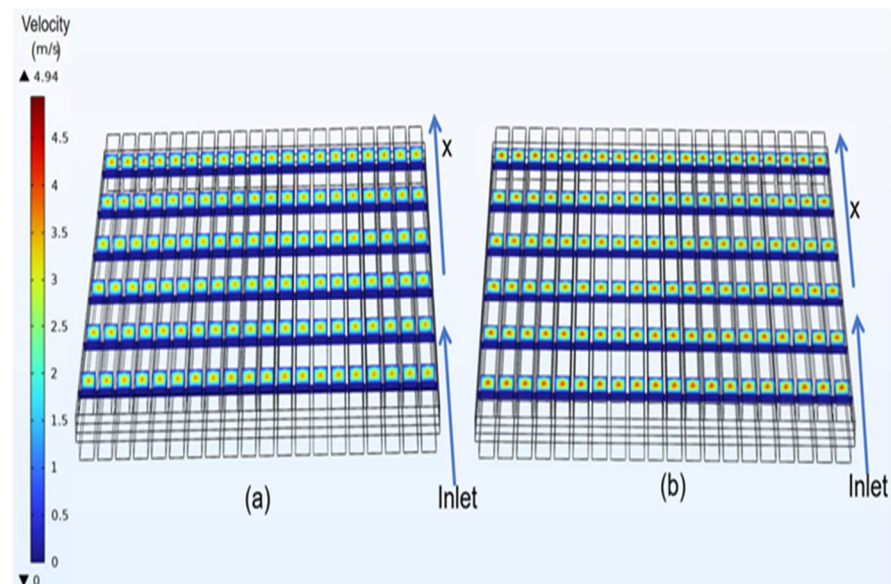 Velocity
(m/s)
▲ 4.94
4.5
4
3.5
3
2.5
2
1.5
1
0.5
0
▼ 0
x
Inlet
(a)
x
Inlet
(b)